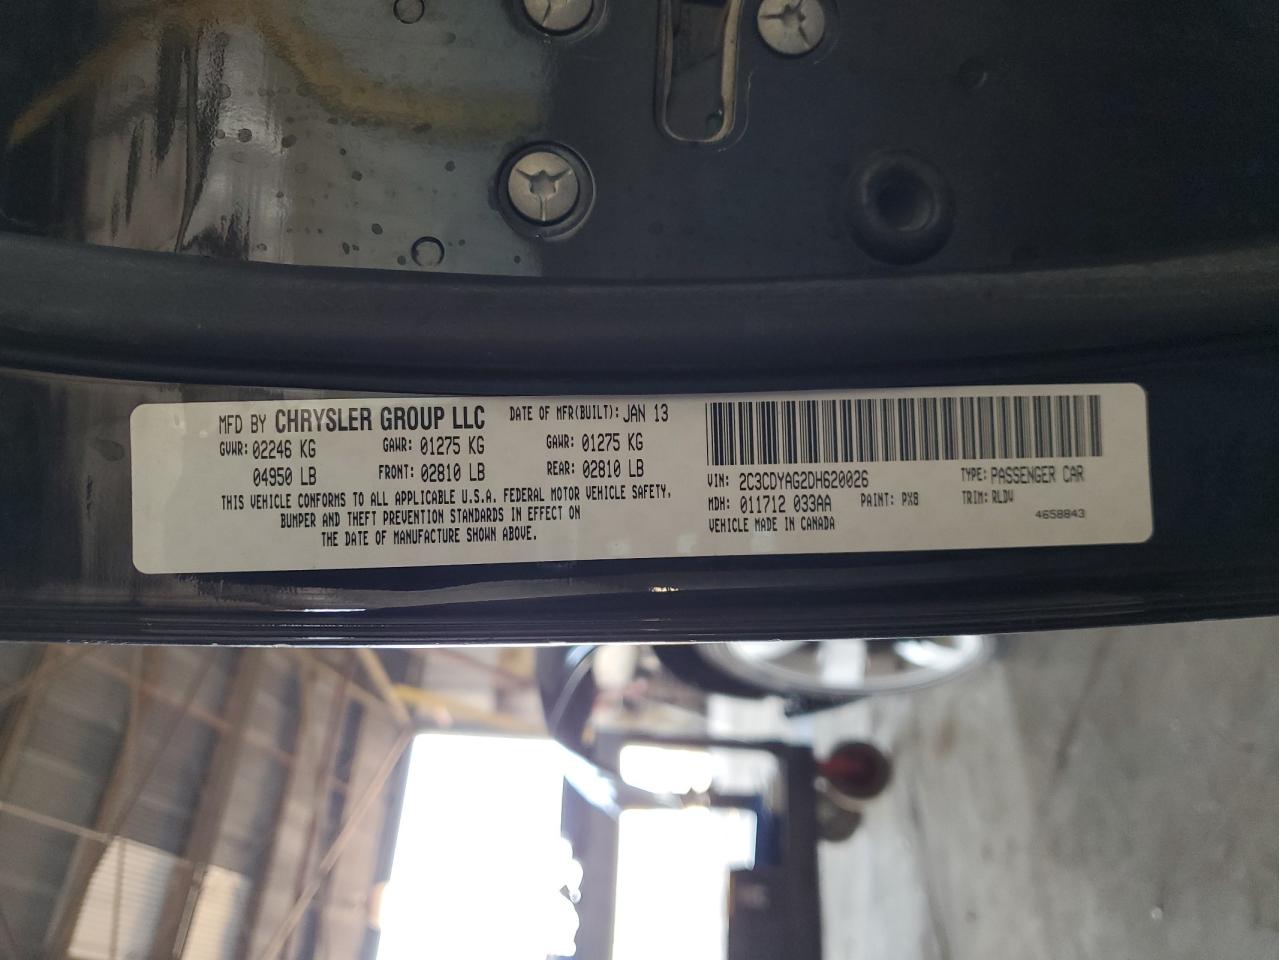 MFD BY CHRYSLER GROUP LLC DATE OF MFR(BUILT): JAN 13
GVWR: 02246 KG GAWR: 01275 KG GAWR: 01275 KG
04950 LB FRONT: 02810 LB REAR: 02810 LB
THIS VEHICLE CONFORMS TO ALL APPLICABLE U.S.A. FEDERAL MOTOR VEHICLE SAFETY,
BUMPER AND THEFT PREVENTION STANDARDS IN EFFECT ON
THE DATE OF MANUFACTURE SHOWN ABOVE.
VIN: 2C3CDYAG2DH620026 TYPE: PASSENGER CAR
MDH: 011712 033AA PAINT: PX8 TRIM: RLDV
VEHICLE MADE IN CANADA 4658843